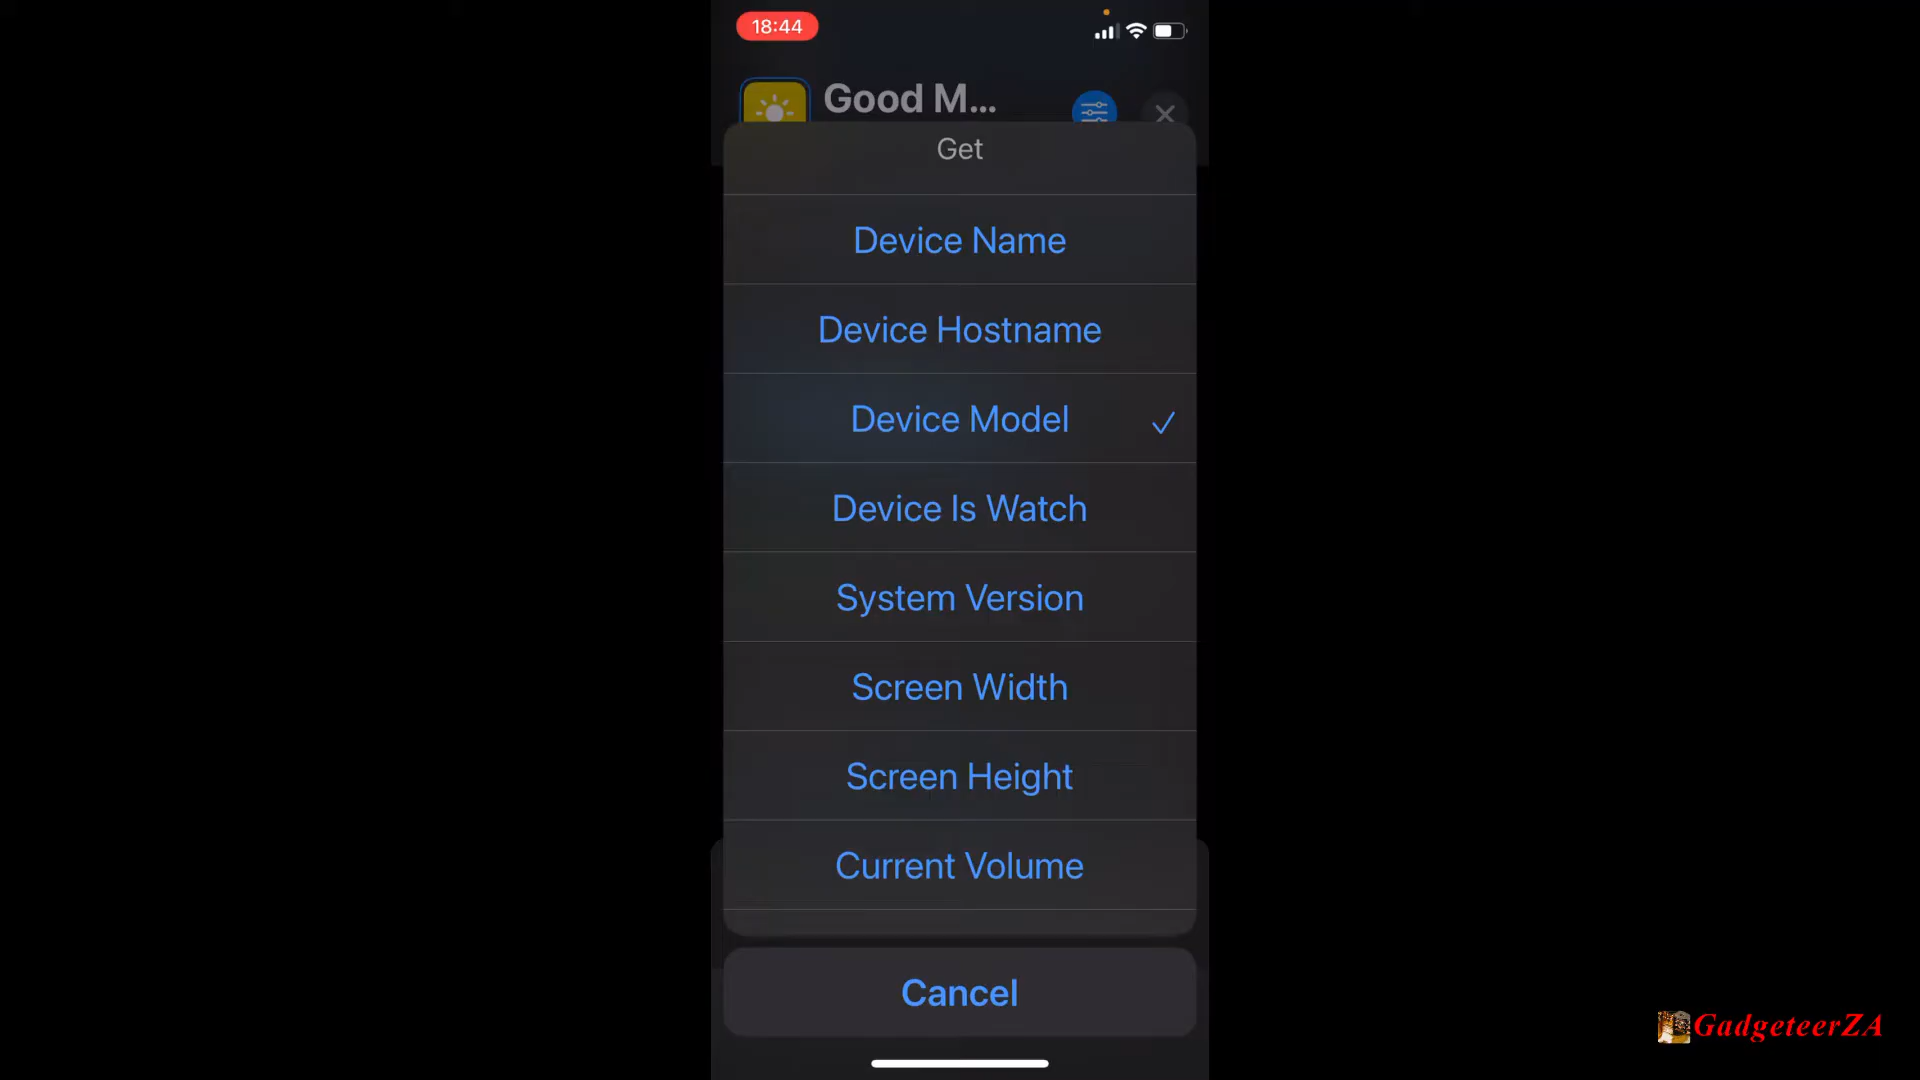 18:44
Good M...
Get
Device Name
Device Hostname
Device Model
Device Is Watch
System Version
Screen Width
Screen Height
Current Volume
Cancel
GadgeteerZA